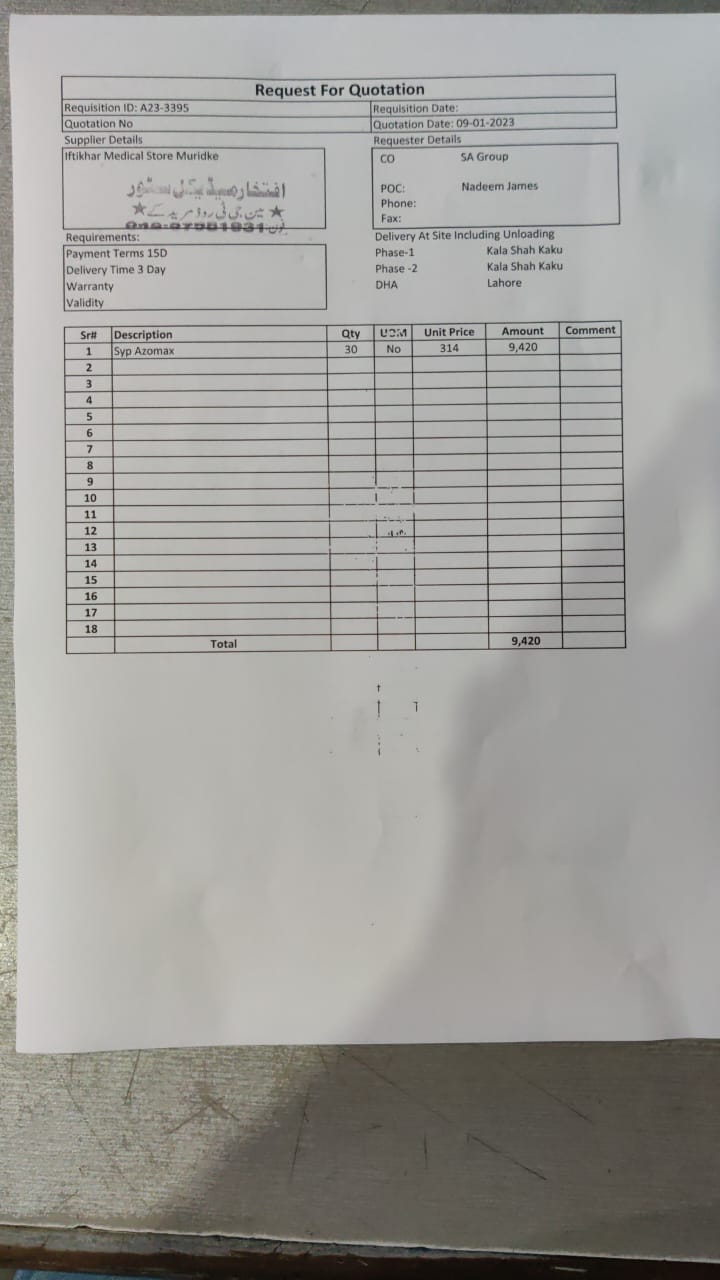 Request For Quotation
Requisition ID: A23-3395 Requisition Date:
Quotation No Quotation Date: 09-01-2023
Supplier Details Requester Details
Iftikhar Medical Store Muridke
افتخار میڈیکل سٹور
مین جی ٹی روڈ مریدکے
CO SA Group
POC: Nadeem James
Phone:
Fax:
Requirements:
Payment Terms 15D
Delivery Time 3 Day
Warranty
Validity
Delivery At Site Including Unloading
Phase-1 Kala Shah Kaku
Phase -2 Kala Shah Kaku
DHA Lahore
Sr# Description Qty UOM Unit Price Amount Comment
1 Syp Azomax 30 No 314 9,420
2
3
4
5
6
7
8
9
10
11
12
13
14
15
16
17
18
Total 9,420